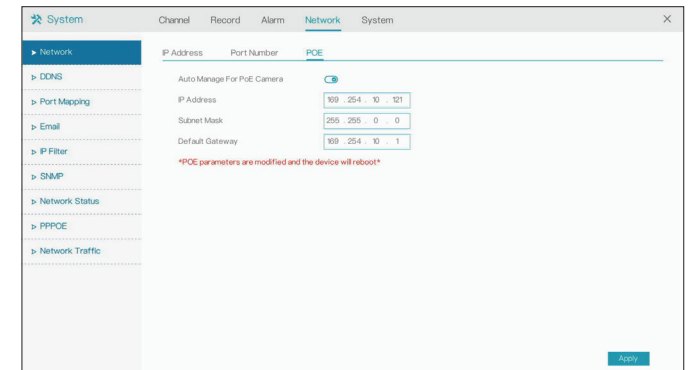 System
Channel Record Alarm Network System
Network
IP Address Port Number POE
DDNS
Auto Manage For PoE Camera
Port Mapping
IP Address 169 . 254 . 10 . 121
Email
Subnet Mask 255 . 255 . 0 . 0
IP Filter
Default Gateway 169 . 254 . 10 . 1
*POE parameters are modified and the device will reboot*
SNMP
Network Status
PPPOE
Network Traffic
Apply